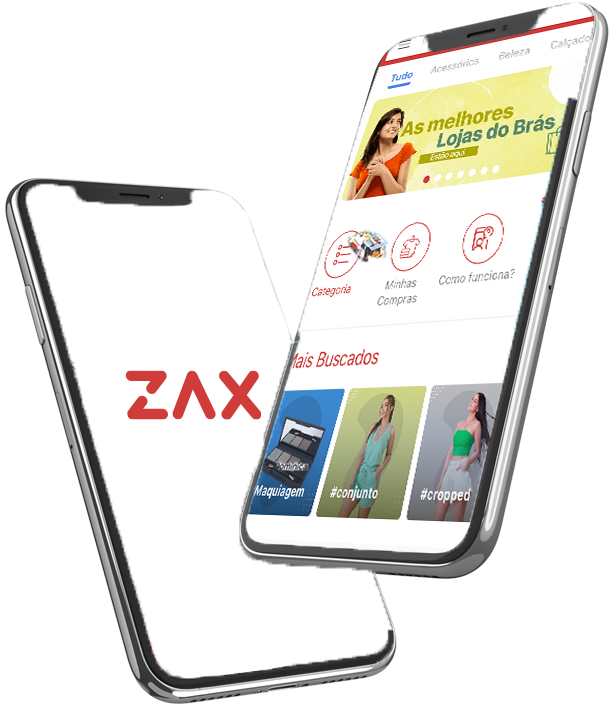 ZAX
Tudo Acessórios Beleza Calçado
As melhores
Lojas do Brás
Estão aqui
Categoria
Minhas
Compras
Como funciona?
Mais Buscados
Maquiagem
#conjunto
#cropped